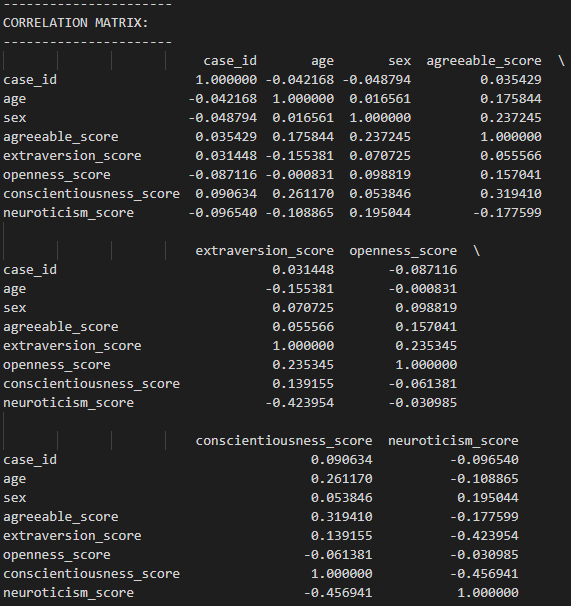 -----------------------
CORRELATION MATRIX:
-----------------------
case_id age sex agreeable_score \
case_id 1.000000 -0.042168 -0.048794 0.035429
age -0.042168 1.000000 0.016561 0.175844
sex -0.048794 0.016561 1.000000 0.237245
agreeable_score 0.035429 0.175844 0.237245 1.000000
extraversion_score 0.031448 -0.155381 0.070725 0.055566
openness_score -0.087116 -0.000831 0.098819 0.157041
conscientiousness_score 0.090634 0.261170 0.053846 0.319410
neuroticism_score -0.096540 -0.108865 0.195044 -0.177599
extraversion_score openness_score \
case_id 0.031448 -0.087116
age -0.155381 -0.000831
sex 0.070725 0.098819
agreeable_score 0.055566 0.157041
extraversion_score 1.000000 0.235345
openness_score 0.235345 1.000000
conscientiousness_score 0.139155 -0.061381
neuroticism_score -0.423954 -0.030985
conscientiousness_score neuroticism_score
case_id 0.090634 -0.096540
age 0.261170 -0.108865
sex 0.053846 0.195044
agreeable_score 0.319410 -0.177599
extraversion_score 0.139155 -0.423954
openness_score -0.061381 -0.030985
conscientiousness_score 1.000000 -0.456941
neuroticism_score -0.456941 1.000000